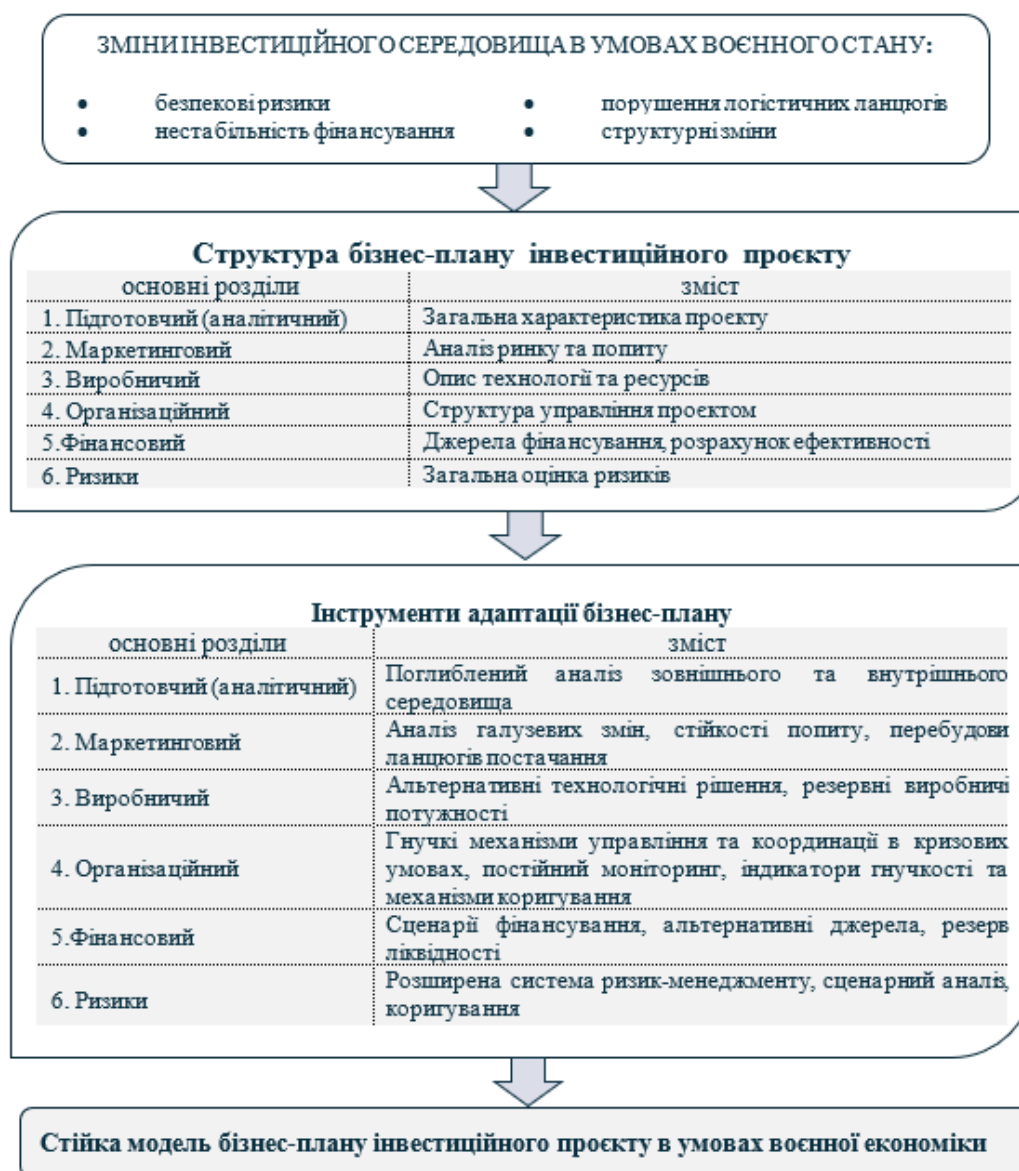 ЗМІНИ ІНВЕСТИЦІЙНОГО СЕРЕДОВИЩА В УМОВАХ ВОЄННОГО СТАНУ:
• безпекові ризики • порушення логістичних ланцюгів
• нестабільність фінансування • структурні зміни
Структура бізнес-плану інвестиційного проєкту
основні розділи зміст
1. Підготовчий (аналітичний) Загальна характеристика проєкту
2. Маркетинговий Аналіз ринку та попиту
3. Виробничий Опис технології та ресурсів
4. Організаційний Структура управління проєктом
5.Фінансовий Джерела фінансування, розрахунок ефективності
6. Ризики Загальна оцінка ризиків
Інструменти адаптації бізнес-плану
основні розділи зміст
1. Підготовчий (аналітичний) Поглиблений аналіз зовнішнього та внутрішнього
середовища
2. Маркетинговий Аналіз галузевих змін, стійкості попиту, перебудови
ланцюгів постачання
3. Виробничий Альтернативні технологічні рішення, резервні виробничі
потужності
4. Організаційний Гнучкі механізми управління та координації в кризових
умовах, постійний моніторинг, індикатори гнучкості та
механізми коригування
5.Фінансовий Сценарії фінансування, альтернативні джерела, резерв
ліквідності
6. Ризики Розширена система ризик-менеджменту, сценарний аналіз,
коригування
Стійка модель бізнес-плану інвестиційного проєкту в умовах воєнної економіки